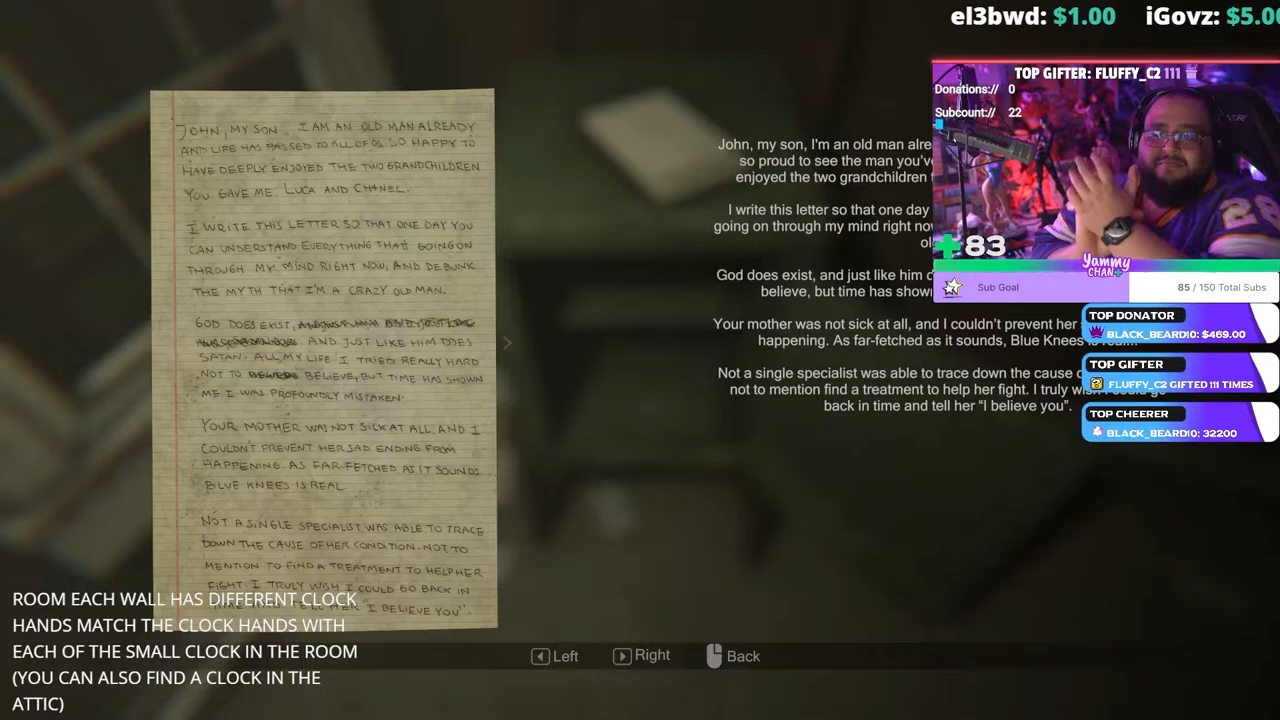 el3bwd: $1.00 iGovz: $5.00
TOP GIFTER: FLUFFY_C2 111
Donations:// 0
Subcount:// 22
83
Yammy
CHAN
Sub Goal 85 / 150 Total Subs
TOP DONATOR
BLACK_BEARD10: $469.00
TOP GIFTER
FLUFFY_C2 GIFTED 111 TIMES
TOP CHEERER
BLACK_BEARD10: 32200
JOHN, MY SON.. I AM AN OLD MAN ALREADY
AND LIFE HAS PASSED TO ALL OF US. SO HAPPY TO
HAVE DEEPLY ENJOYED THE TWO GRANDCHILDREN
YOU GAVE ME. LUCA AND CHANEL.
I WRITE THIS LETTER SO THAT ONE DAY YOU
CAN UNDERSTAND EVERYTHING THATS GOING ON
THROUGH MY MIND RIGHT NOW, AND DEBUNK
THE MYTH THAT I'M A CRAZY OLD MAN.
GOD DOES EXIST,
AND JUST LIKE HIM DOES
SATAN. ALL MY LIFE I TRIED REALLY HARD
NOT TO BELIEVE, BUT TIME HAS SHOWN
ME I WAS PROFOUNDLY MISTAKEN.
YOUR MOTHER WAS NOT SICK AT ALL. AND I
COULDN'T PREVENT HER SAD ENDING FROM
HAPPENING. AS FAR-FETCHED AS IT SOUNDS
BLUE KNEES IS REAL.
NOT A SINGLE SPECIALIST WAS ABLE TO TRACE
DOWN THE CAUSE OF HER CONDITION-NOT TO
MENTION TO FIND A TREATMENT TO HELP HER
FIGHT. I TRULY WISH I COULD GO BACK IN
"I BELIEVE YOU".
John, my son, I'm an old man
so proud to see the man
enjoyed the two grandchildren
I write this letter so that one day
going on through my mind right
God does exist, and just like him
believe, but time has
Your mother was not sick at all, and I couldn't prevent her
happening. As far-fetched as it sounds, Blue Knees
Not a single specialist was able to trace down the cause
not to mention find a treatment to help her fight. I truly
back in time and tell her “I believe you”.
ROOM EACH WALL HAS DIFFERENT CLOCK
HANDS MATCH THE CLOCK HANDS WITH
EACH OF THE SMALL CLOCK IN THE ROOM
(YOU CAN ALSO FIND A CLOCK IN THE
ATTIC)
Left Right Back